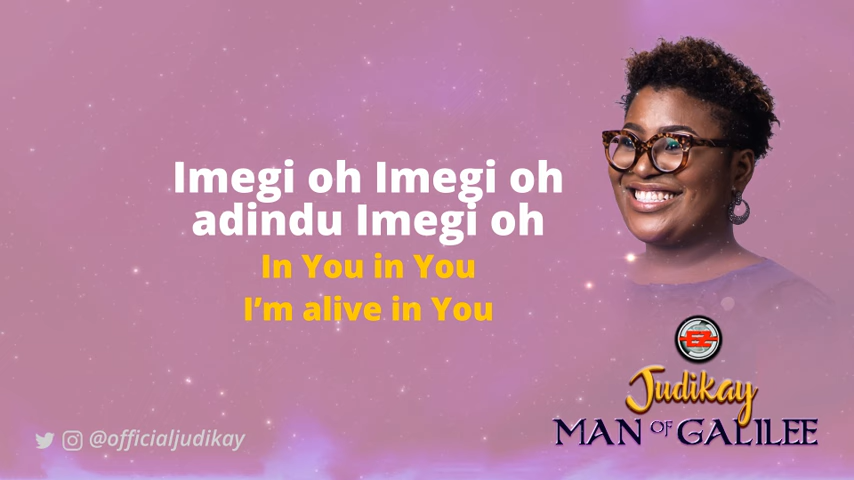 Imegi oh Imegi oh
adindu Imegi oh
In You in You
I’m alive in You
EZ
Judikay
MAN OF GALILEE
@officialjudikay